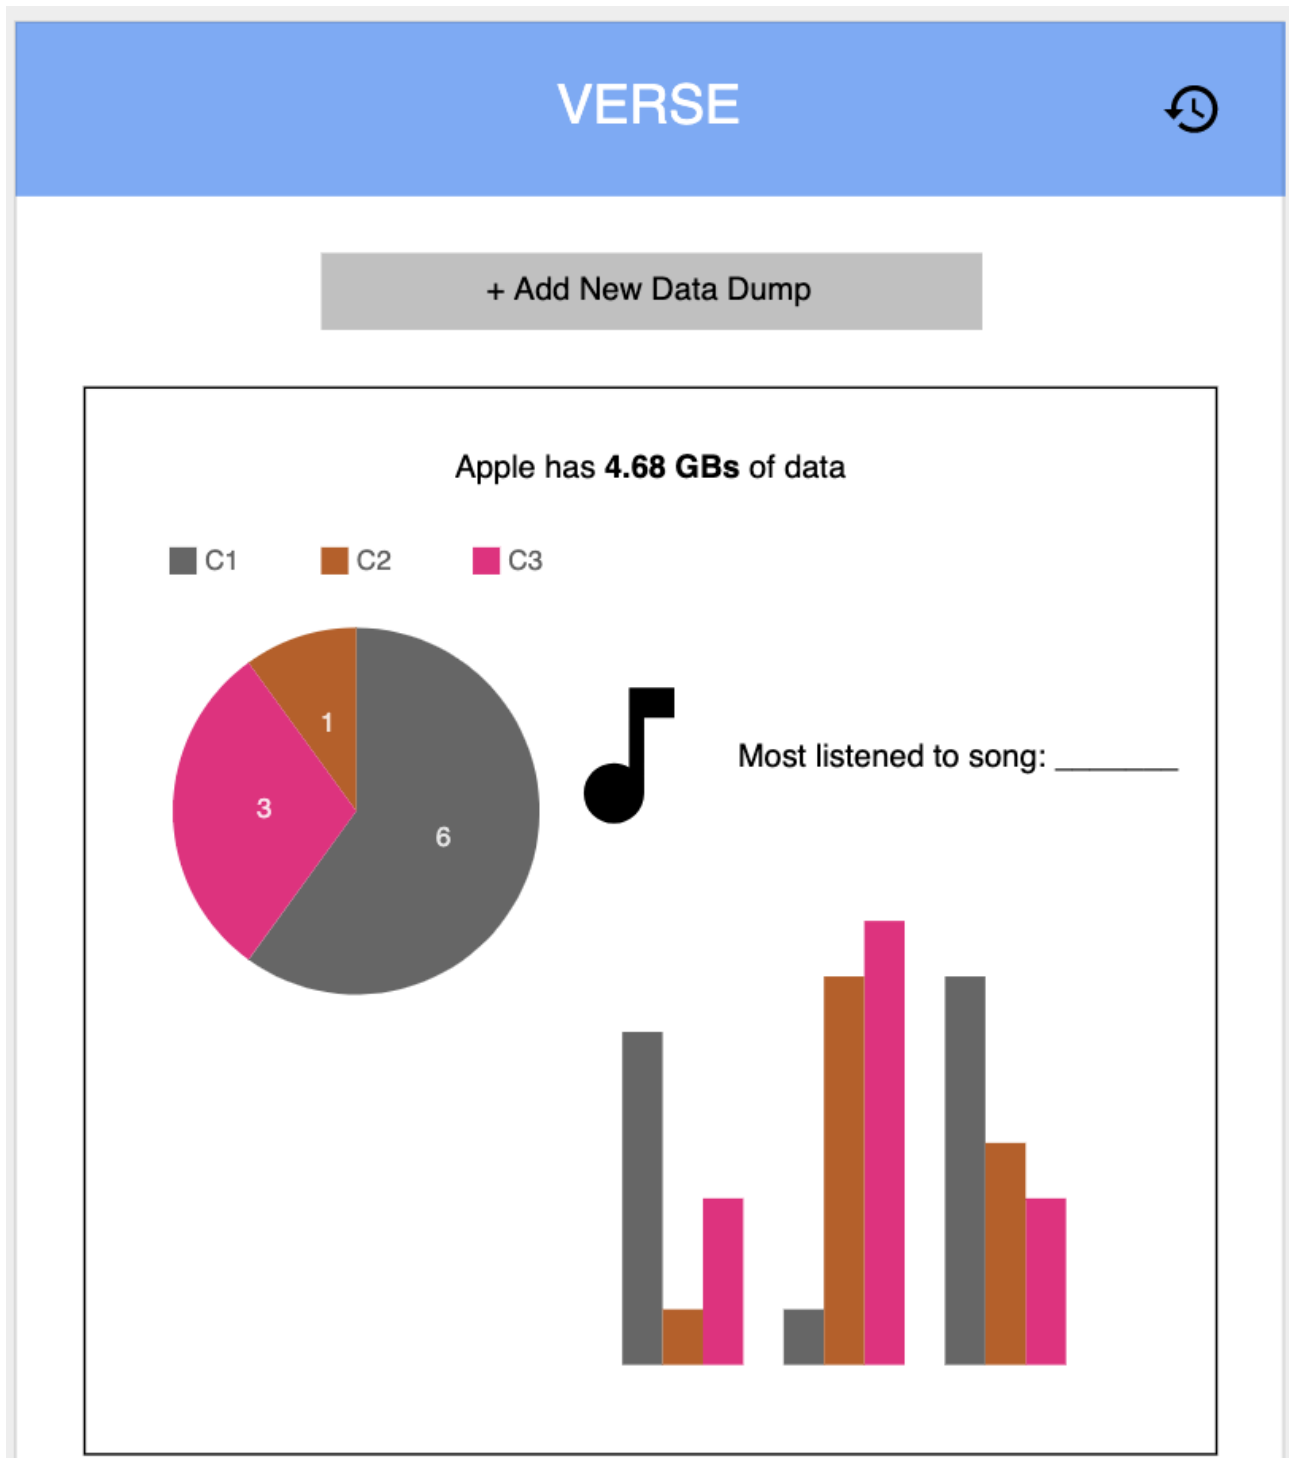 VERSE
+ Add New Data Dump
Apple has 4.68 GBs of data
C1 C2 C3
1
3
6
Most listened to song: _______